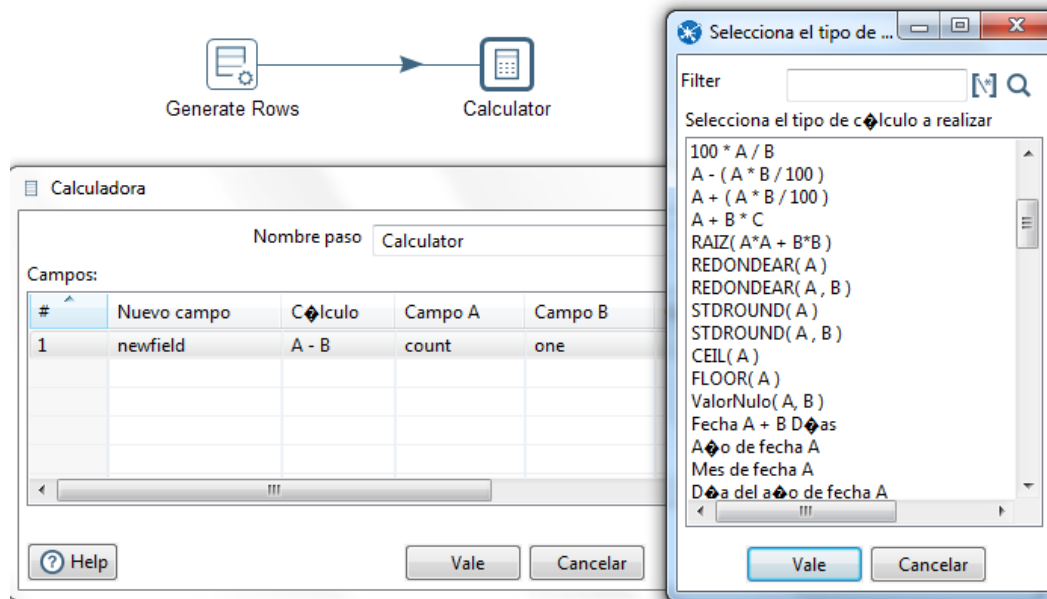 Generate Rows
Calculator
Calculadora
Nombre paso Calculator
Campos:
# Nuevo campo C�lculo Campo A Campo B
1 newfield A - B count one
Help Vale Cancelar
Selecciona el tipo de ...
Filter
Selecciona el tipo de c�lculo a realizar
100 * A / B
A - ( A * B / 100 )
A + ( A * B / 100 )
A + B * C
RAIZ( A*A + B*B )
REDONDEAR( A )
REDONDEAR( A , B )
STDROUND( A )
STDROUND( A , B )
CEIL( A )
FLOOR( A )
ValorNulo( A, B )
Fecha A + B D�as
A�o de fecha A
Mes de fecha A
D�a del a�o de fecha A
Vale Cancelar